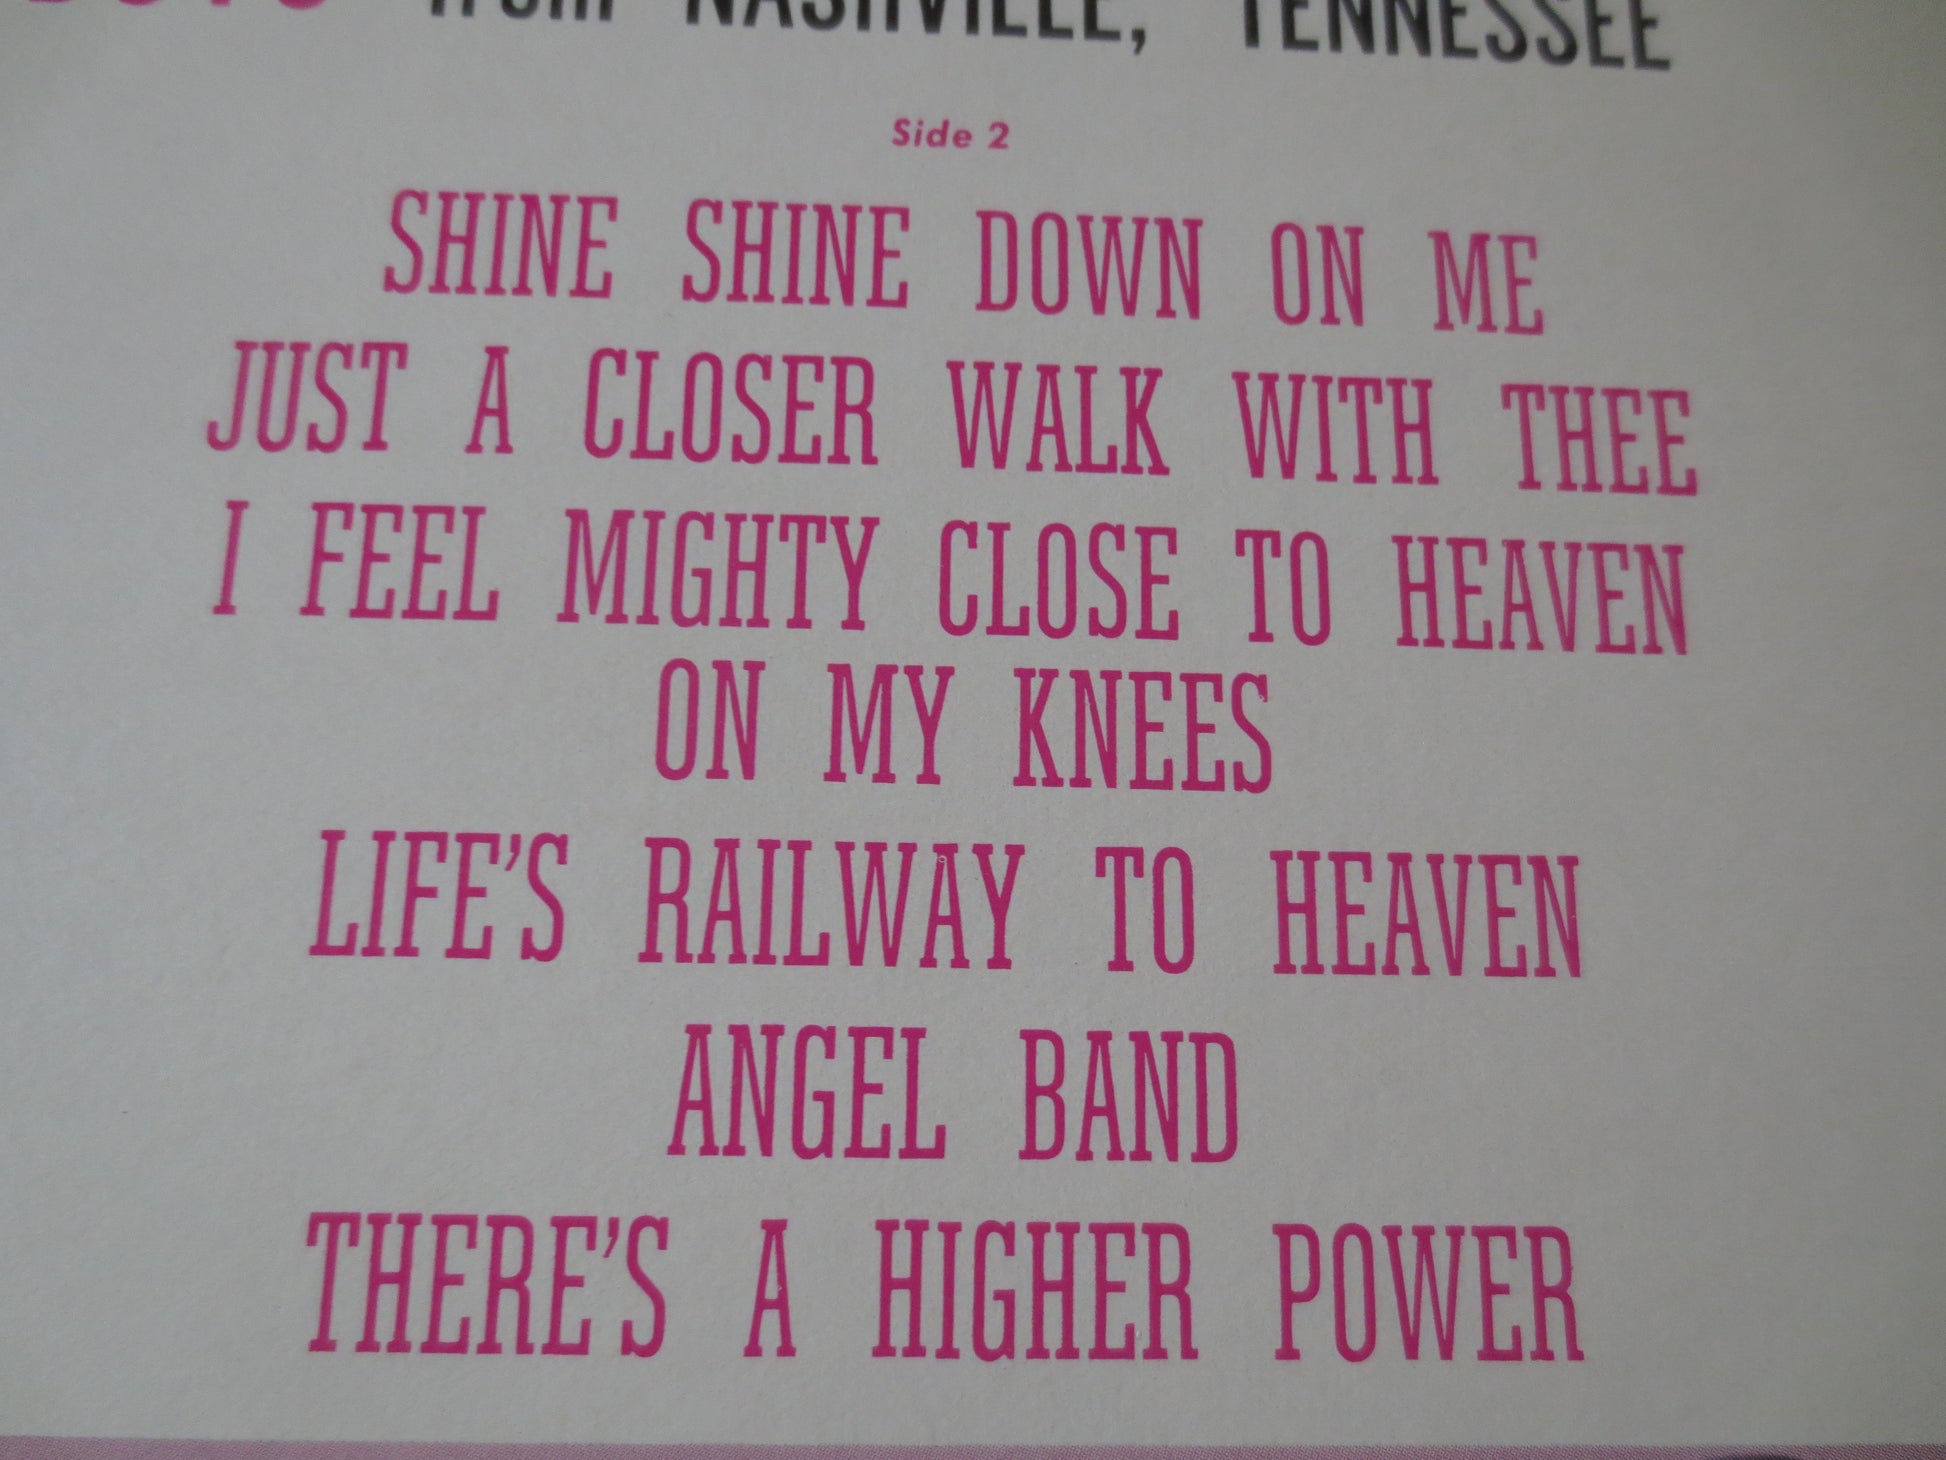 from NASHVILLE, TENNESSEE
Side 2
SHINE SHINE DOWN ON ME
JUST A CLOSER WALK WITH THEE
I FEEL MIGHTY CLOSE TO HEAVEN
ON MY KNEES
LIFE'S RAILWAY TO HEAVEN
ANGEL BAND
THERE'S A HIGHER POWER